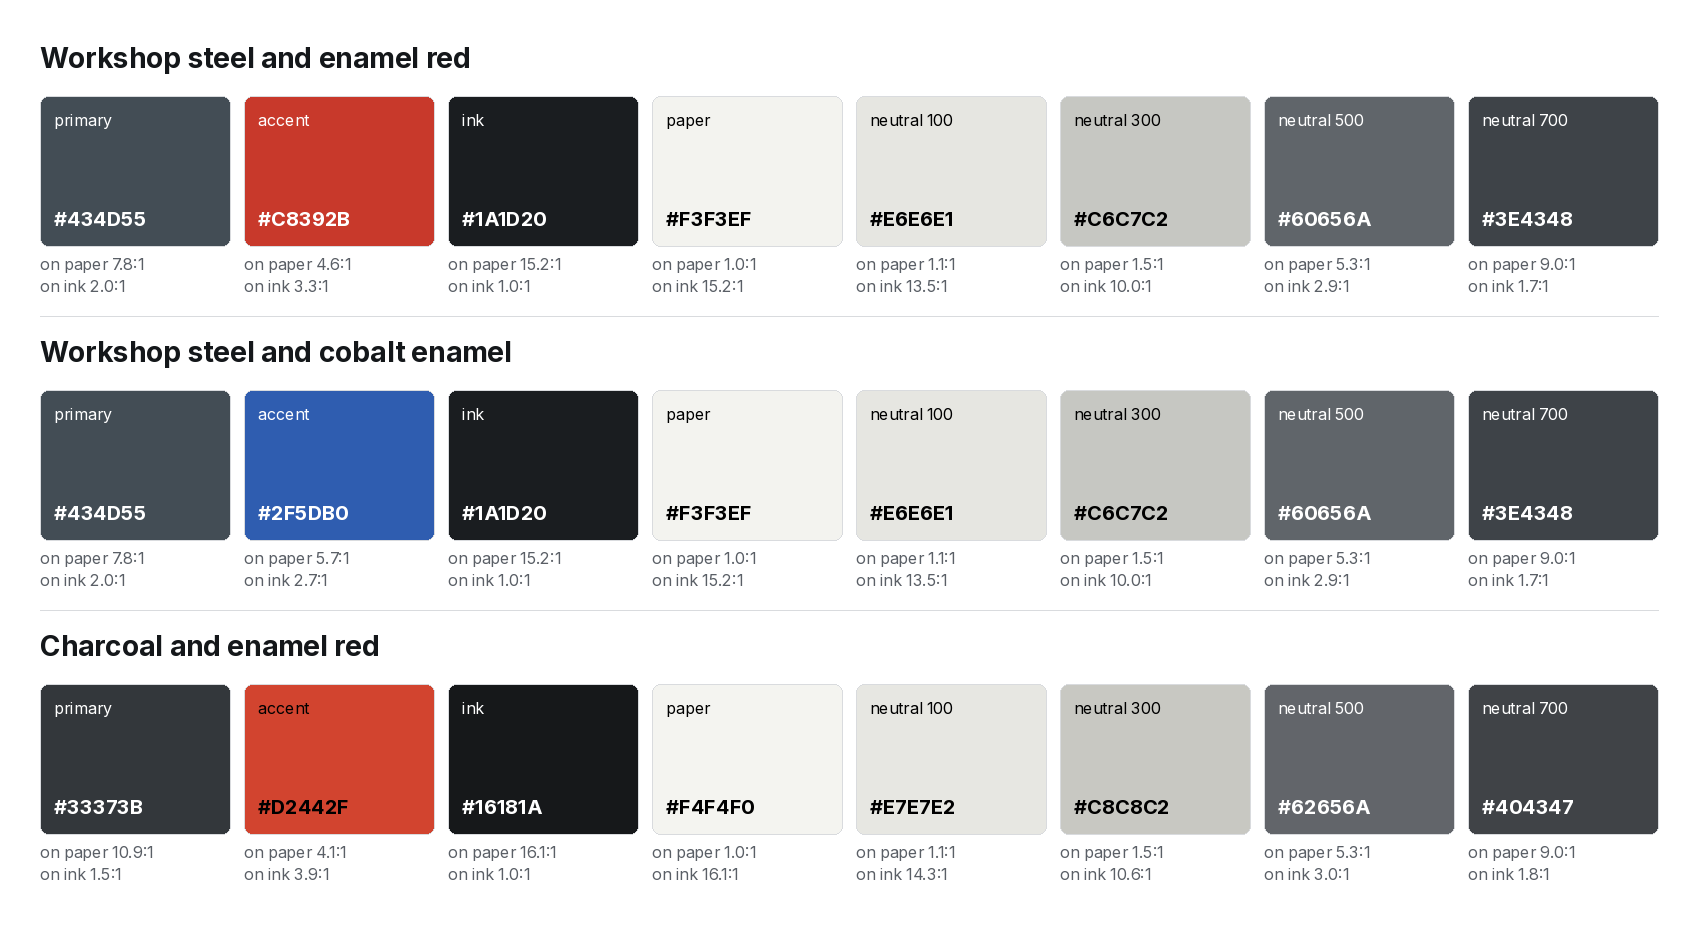 Workshop steel and enamel red
primary
accent
ink
paper
neutral 100
neutral 300
neutral 500
neutral 700
#434D55
#C8392B
#1A1D20
#F3F3EF
#E6E6E1
#C6C7C2
#60656A
#3E4348
on paper 7.8:1
on ink 2.0:1
on paper 4.6:1
on ink 3.3:1
on paper 15.2:1
on ink 1.0:1
on paper 1.0:1
on ink 15.2:1
on paper 1.1:1
on ink 13.5:1
on paper 1.5:1
on ink 10.0:1
on paper 5.3:1
on ink 2.9:1
on paper 9.0:1
on ink 1.7:1
Workshop steel and cobalt enamel
primary
accent
ink
paper
neutral 100
neutral 300
neutral 500
neutral 700
#434D55
#2F5DB0
#1A1D20
#F3F3EF
#E6E6E1
#C6C7C2
#60656A
#3E4348
on paper 7.8:1
on ink 2.0:1
on paper 5.7:1
on ink 2.7:1
on paper 15.2:1
on ink 1.0:1
on paper 1.0:1
on ink 15.2:1
on paper 1.1:1
on ink 13.5:1
on paper 1.5:1
on ink 10.0:1
on paper 5.3:1
on ink 2.9:1
on paper 9.0:1
on ink 1.7:1
Charcoal and enamel red
primary
accent
ink
paper
neutral 100
neutral 300
neutral 500
neutral 700
#33373B
#D2442F
#16181A
#F4F4F0
#E7E7E2
#C8C8C2
#62656A
#404347
on paper 10.9:1
on ink 1.5:1
on paper 4.1:1
on ink 3.9:1
on paper 16.1:1
on ink 1.0:1
on paper 1.0:1
on ink 16.1:1
on paper 1.1:1
on ink 14.3:1
on paper 1.5:1
on ink 10.6:1
on paper 5.3:1
on ink 3.0:1
on paper 9.0:1
on ink 1.8:1